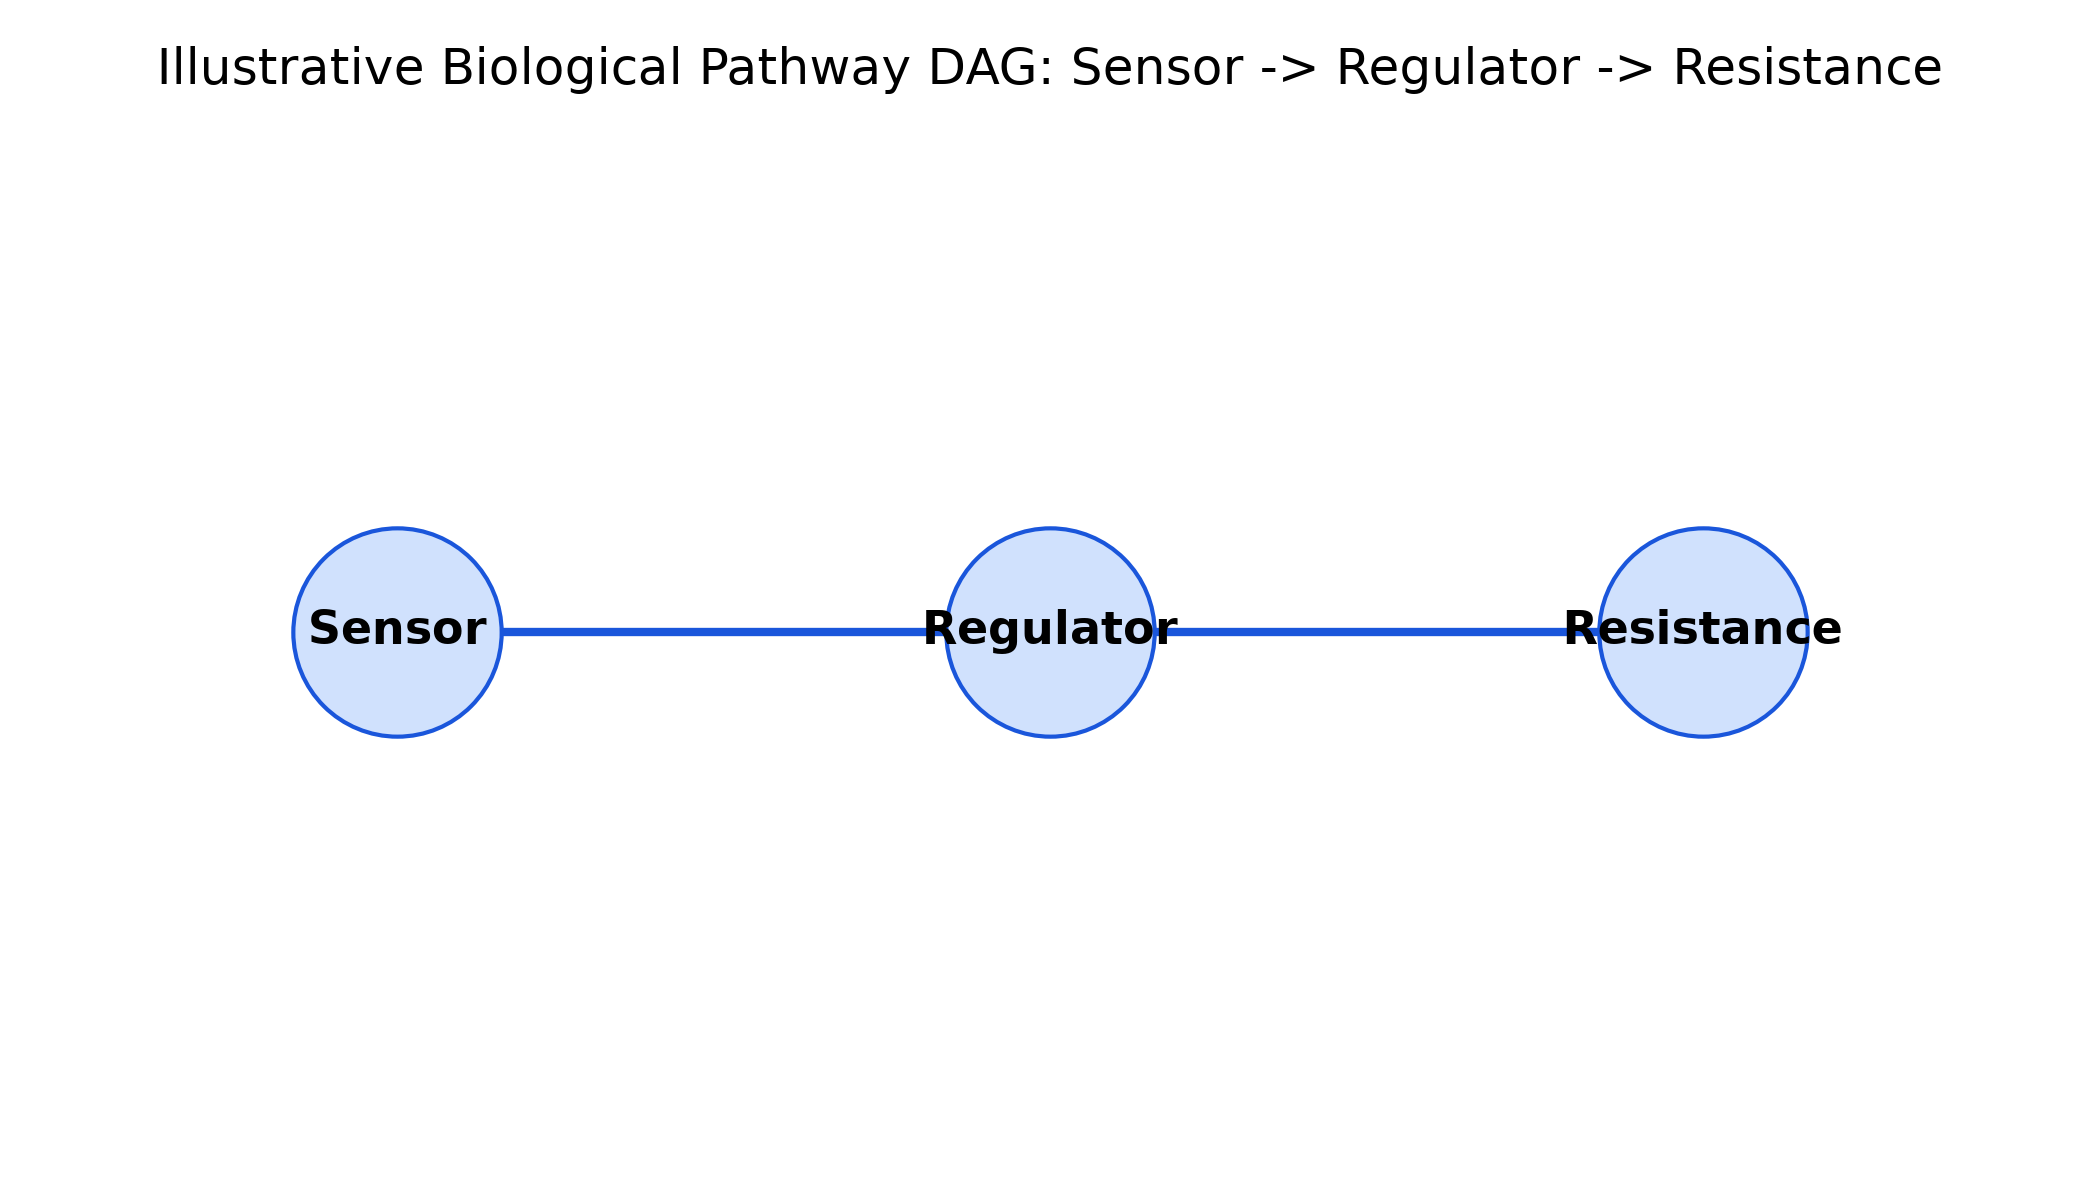 Illustrative Biological Pathway DAG: Sensor -> Regulator -> Resistance
Sensor
Regulator
Resistance